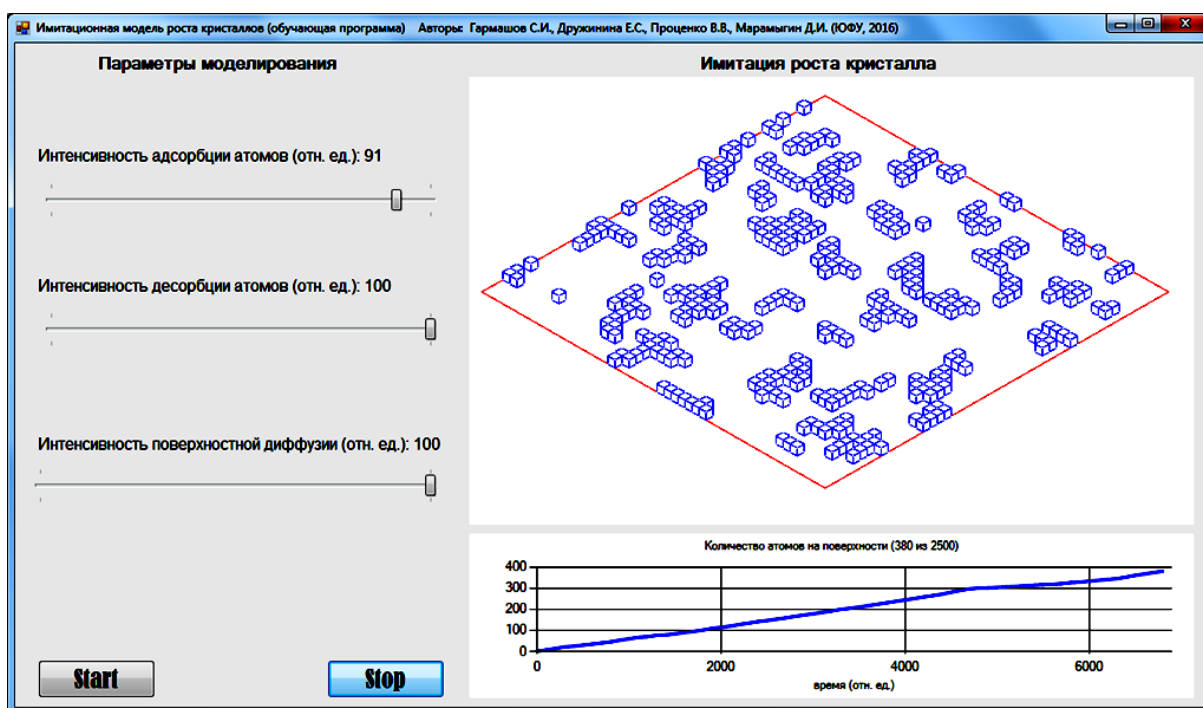 Имитационная модель роста кристаллов (обучающая программа) Авторы: Гармашов С.И., Дружинина Е.С., Проценко В.В., Марамыгин Д.И. (ЮФУ, 2016)
Параметры моделирования
Имитация роста кристалла
Интенсивность адсорбции атомов (отн. ед.): 91
Интенсивность десорбции атомов (отн. ед.): 100
Интенсивность поверхностной диффузии (отн. ед.): 100
Количество атомов на поверхности (380 из 2500)
400
300
200
100
0
0 2000 4000 6000
время (отн. ед.)
Start Stop